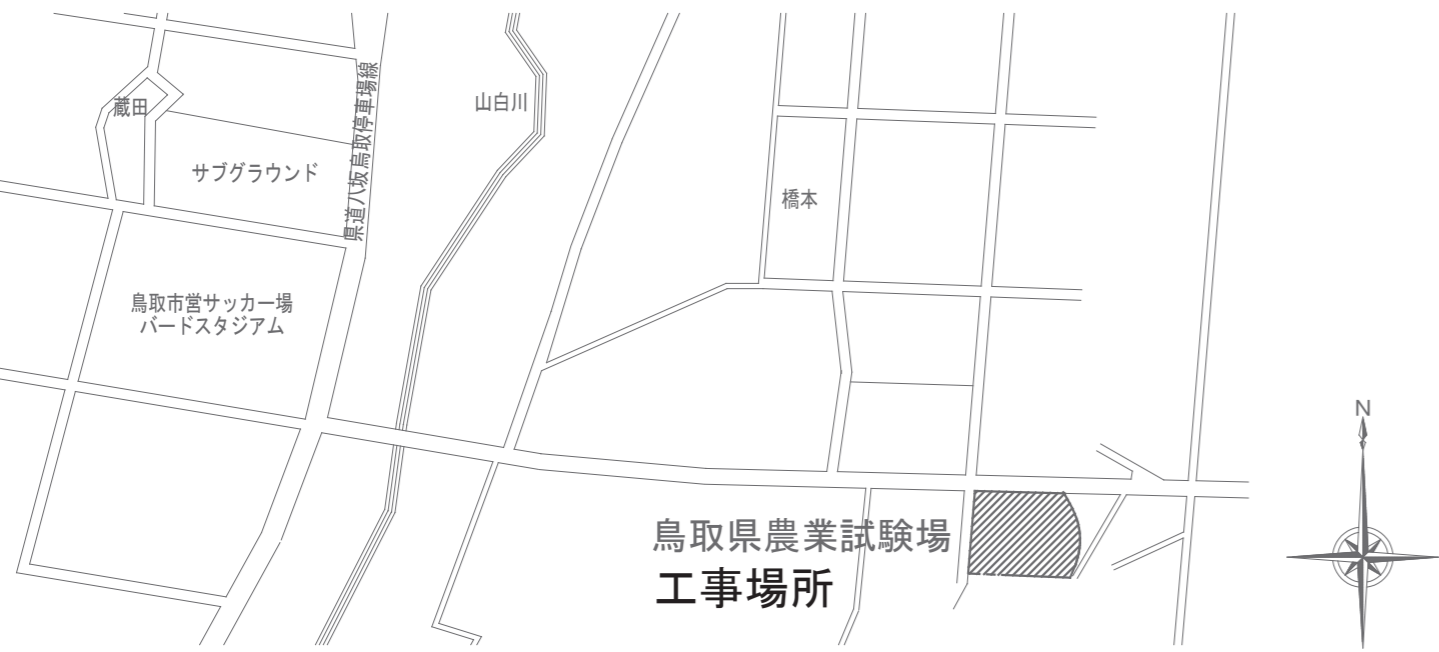 蔵田
サブグラウンド
県道八坂鳥取停車場線
山白川
橋本
鳥取市営サッカー場
バードスタジアム
N
鳥取県農業試験場
工事場所